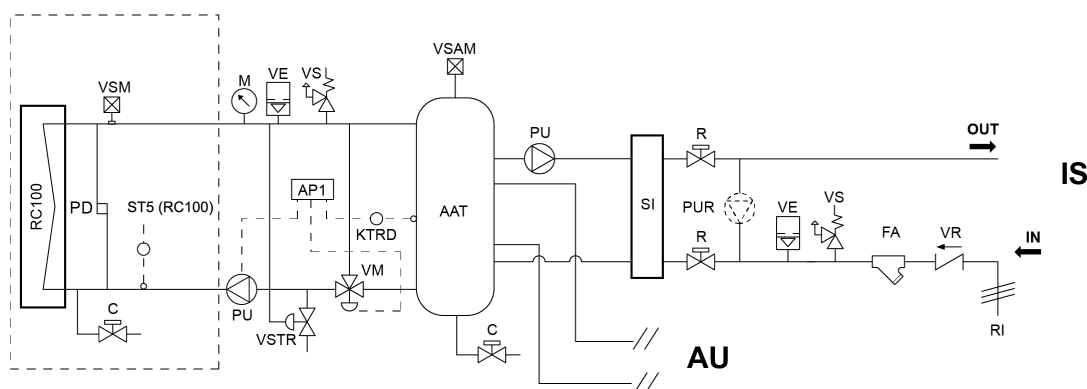 VSAM
VSM
M
VE
VS
PU
R
OUT
IS
AP1
RC100
PD
ST5 (RC100)
KTRD
AAT
SI
PUR
VE
VS
FA
VR
IN
R
VM
PU
C
VSTR
C
AU
RI